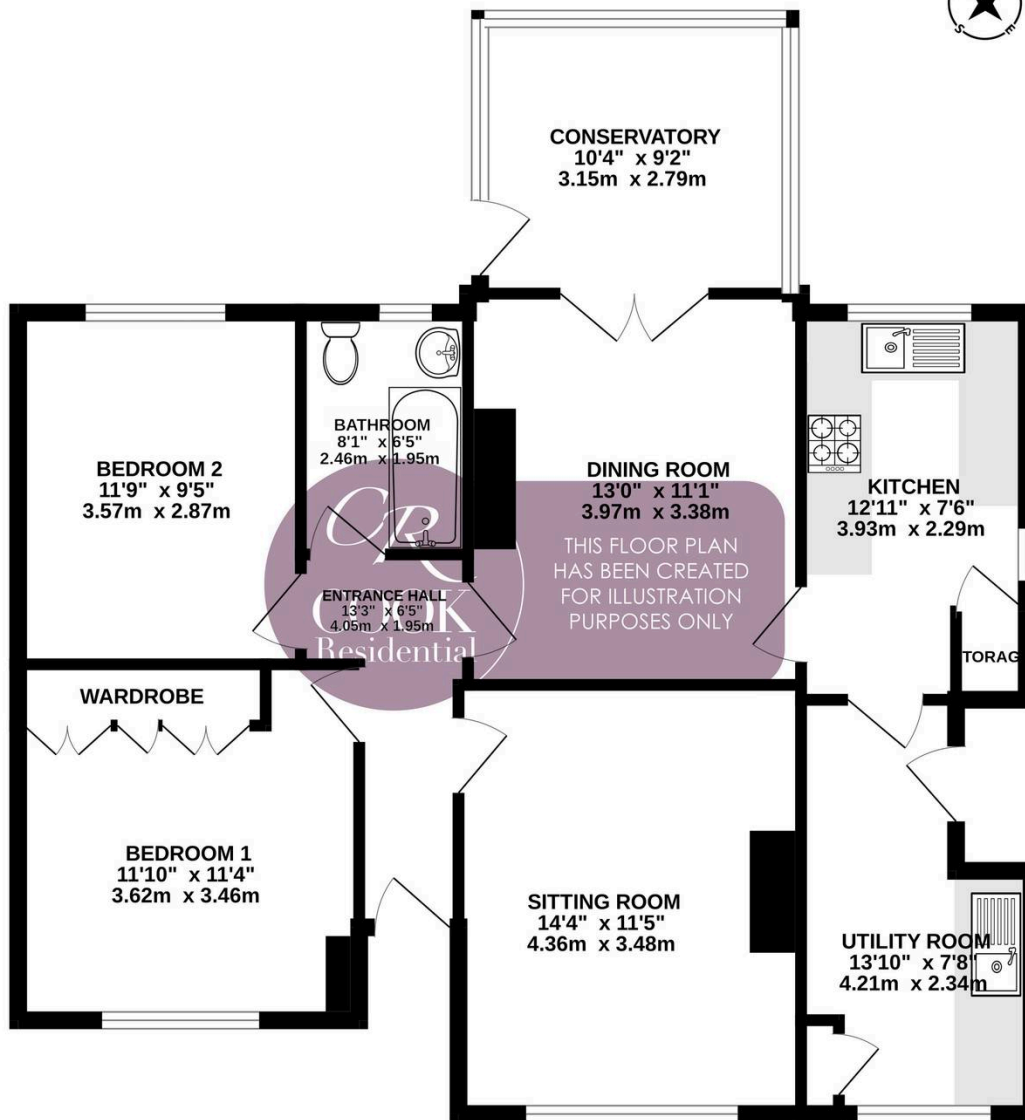 S E
CONSERVATORY
10'4" x 9'2"
3.15m x 2.79m
BATHROOM
8'1" x 6'5"
2.46m x 1.95m
BEDROOM 2
11'9" x 9'5"
3.57m x 2.87m
DINING ROOM
13'0" x 11'1"
3.97m x 3.38m
KITCHEN
12'11" x 7'6"
3.93m x 2.29m
CR
COOK
Residential
THIS FLOOR PLAN
HAS BEEN CREATED
FOR ILLUSTRATION
PURPOSES ONLY
ENTRANCE HALL
13'3" x 6'5"
4.05m x 1.95m
TORAG
WARDROBE
BEDROOM 1
11'10" x 11'4"
3.62m x 3.46m
SITTING ROOM
14'4" x 11'5"
4.36m x 3.48m
UTILITY ROOM
13'10" x 7'8"
4.21m x 2.34m